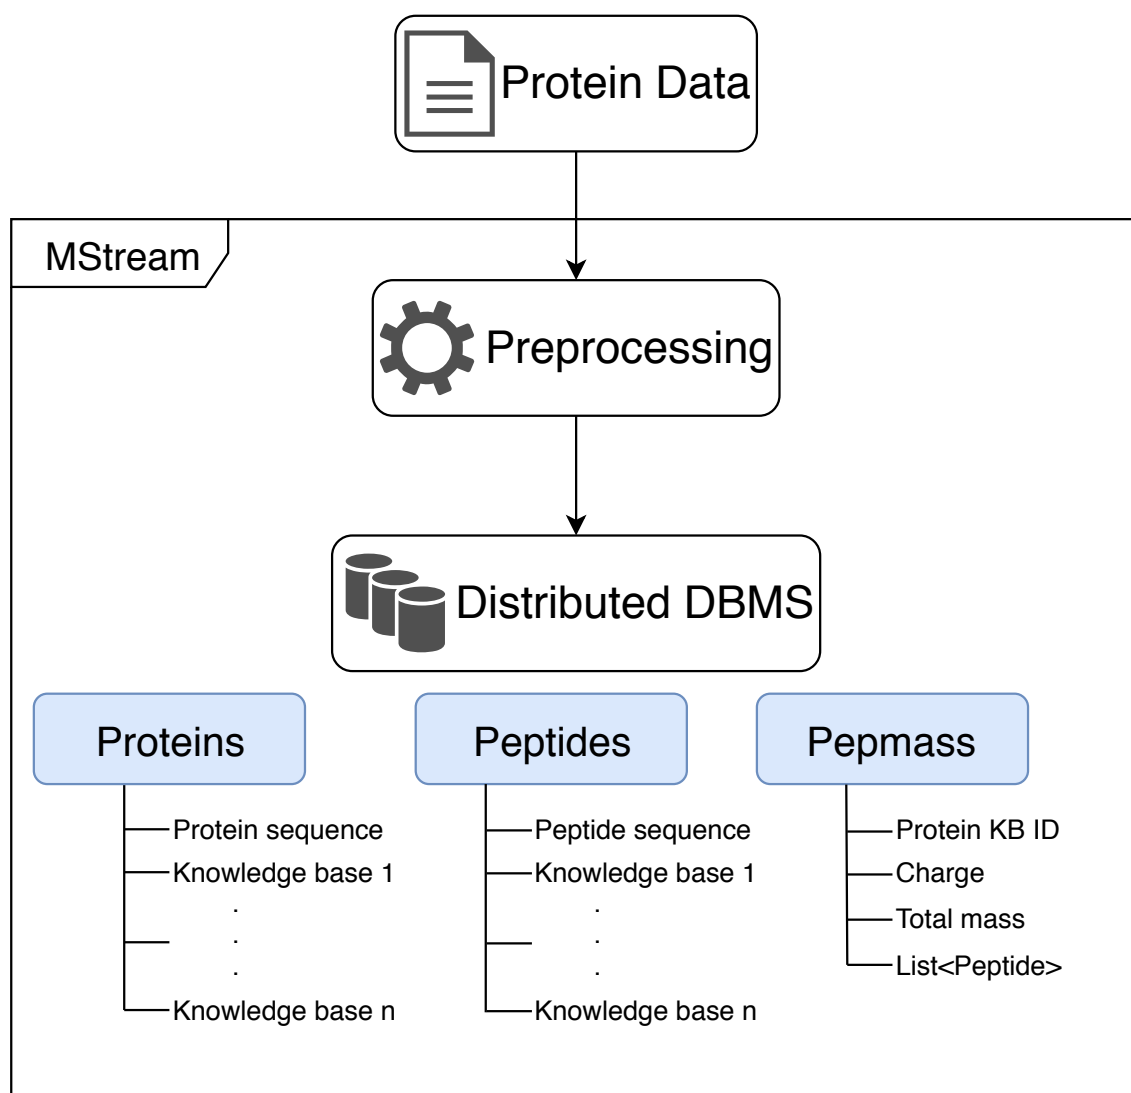 Protein Data
MStream
Preprocessing
Distributed DBMS
Proteins
Protein sequence
Knowledge base 1
.
.
.
Knowledge base n
Peptides
Peptide sequence
Knowledge base 1
.
.
.
Knowledge base n
Pepmass
Protein KB ID
Charge
Total mass
List<Peptide>